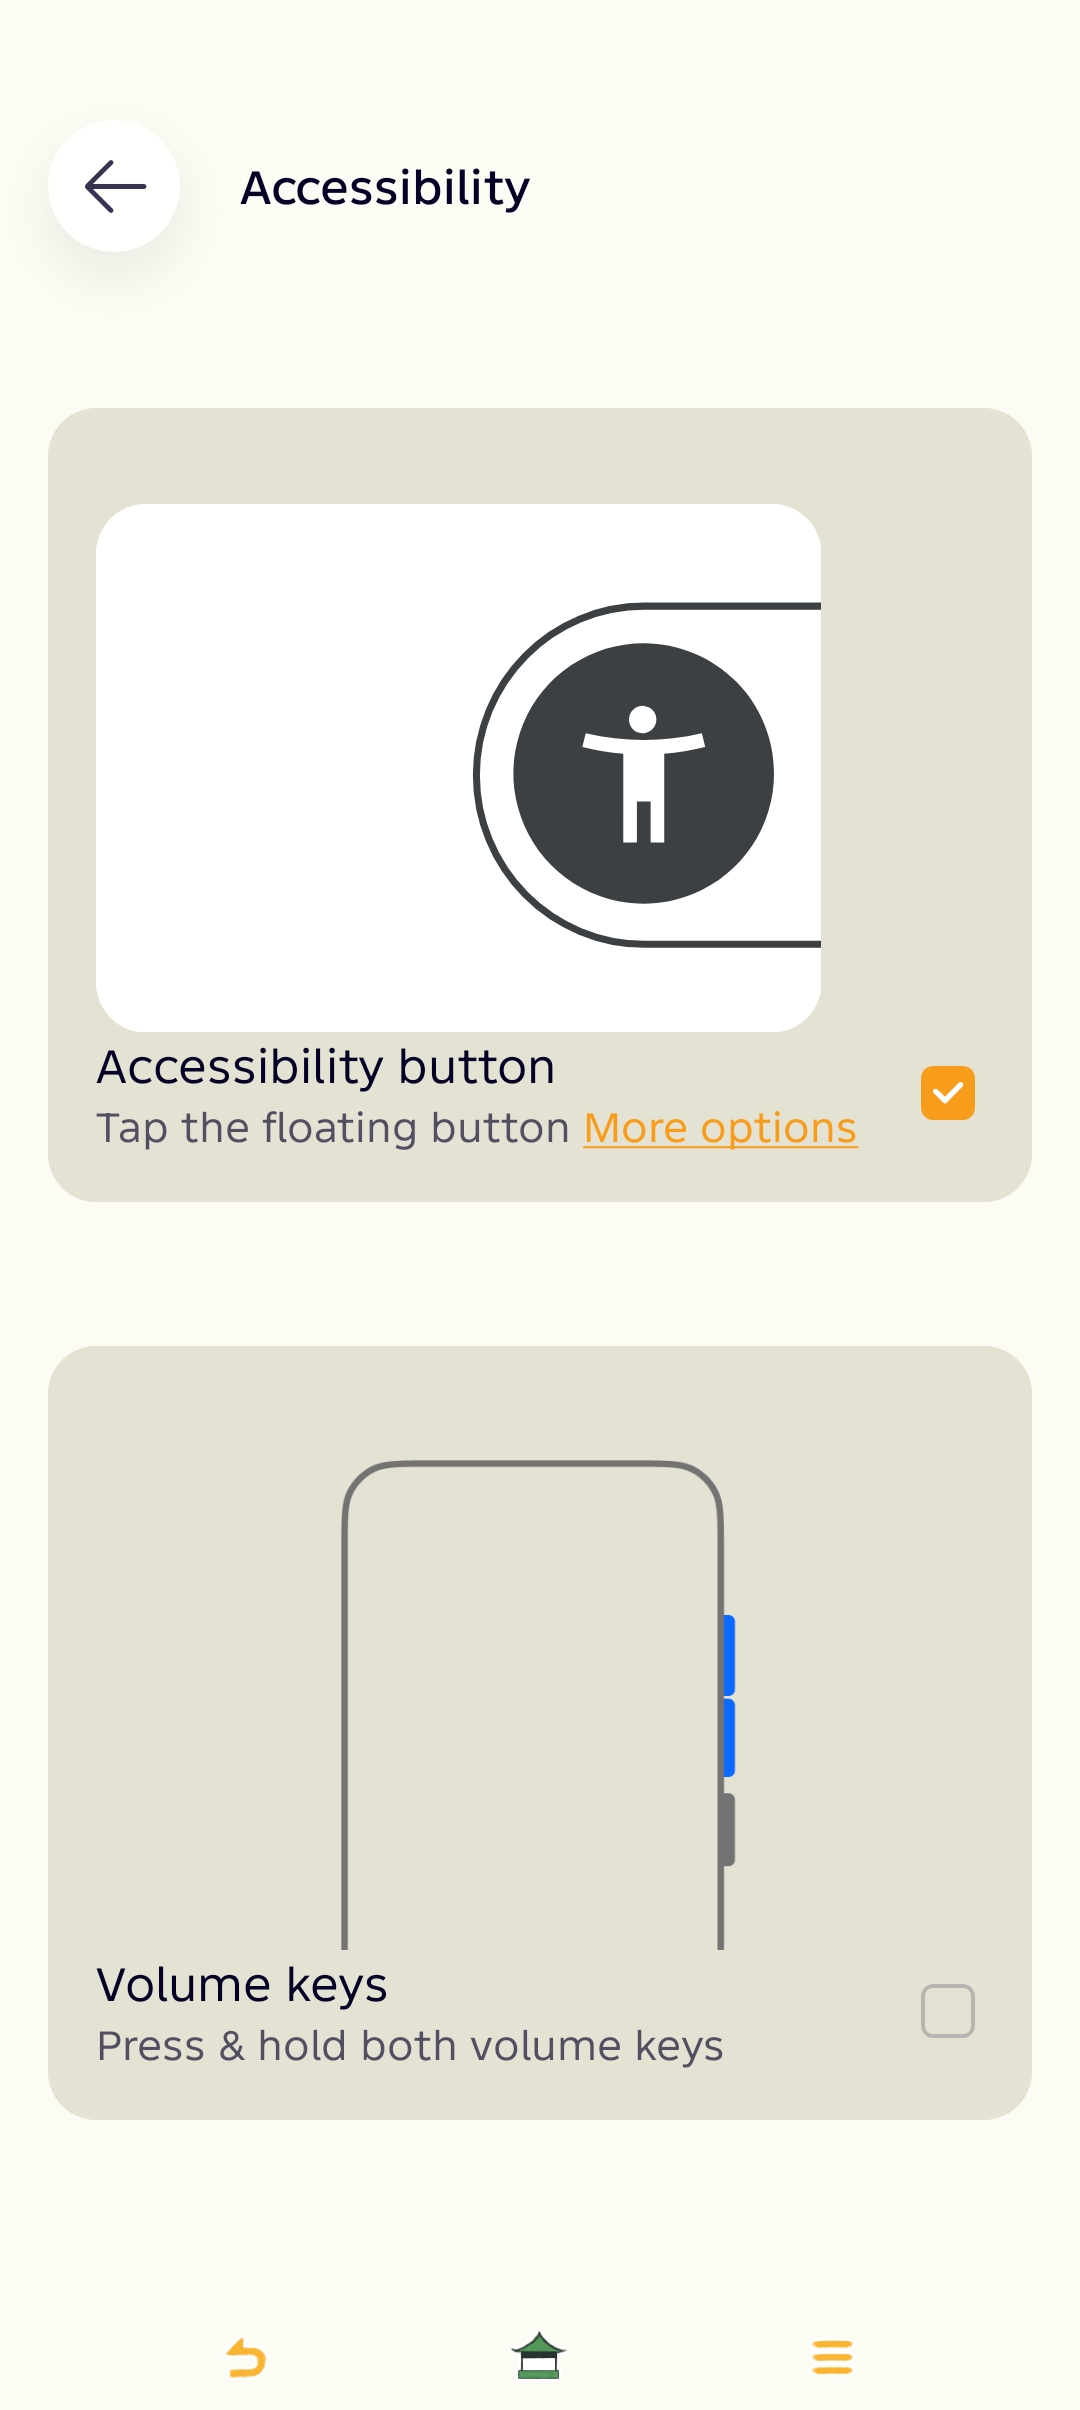 Accessibility
Accessibility button
Tap the floating button More options
Volume keys
Press & hold both volume keys